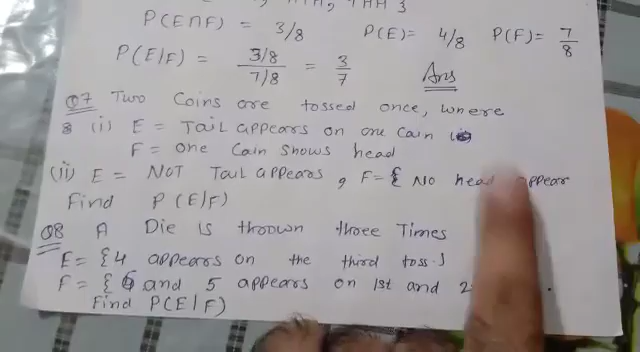 P(E∩F) = 3/8 P(E)= 4/8 P(F)= 7/8
P(E/F) = 3/8 / 7/8 = 3/7 Ans
Q7 Two Coins are tossed once, where
(i) E = Tail appears on one Coin
F = one Coin shows head
(ii) E = NOT Tail appears, F={ No head appear
Find P(E/F)
Q8 A Die is thrown three Times
E={4 appears on the third toss.}
F = {6 and 5 appears on 1st and 2
Find P(E/F)